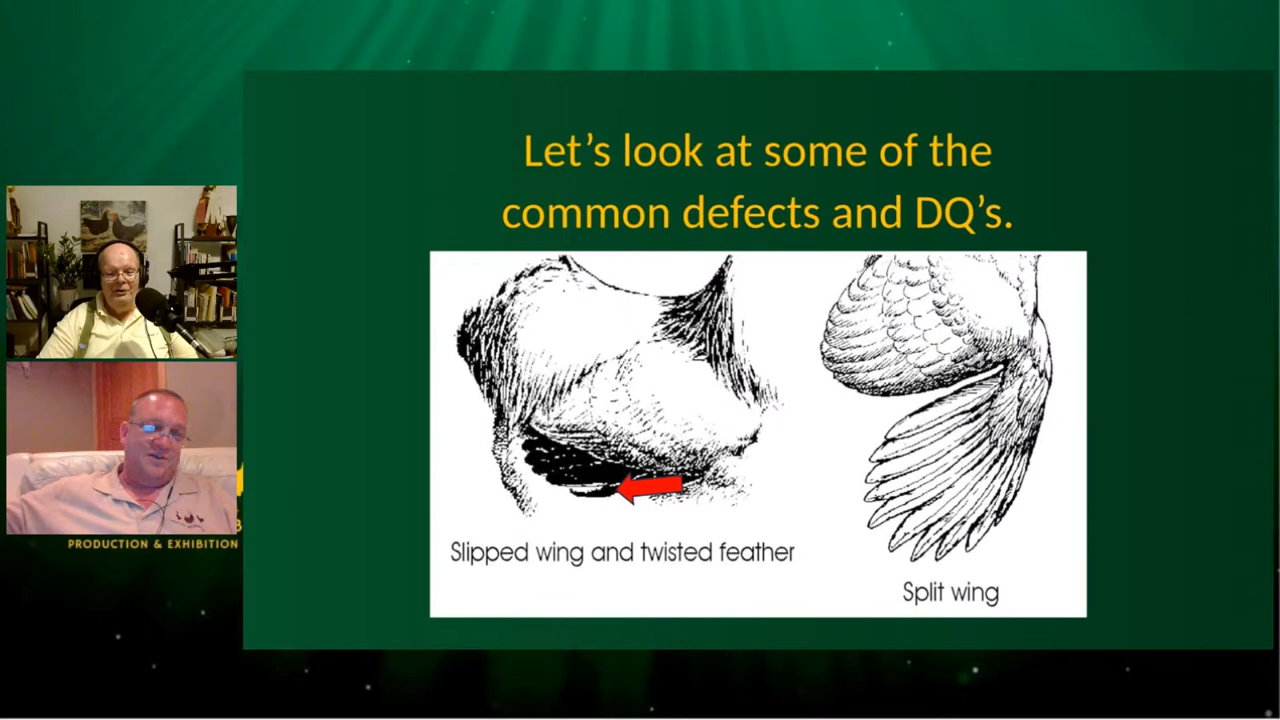 Let’s look at some of the
common defects and DQ’s.
Slipped wing and twisted feather
Split wing
PRODUCTION & EXHIBITION